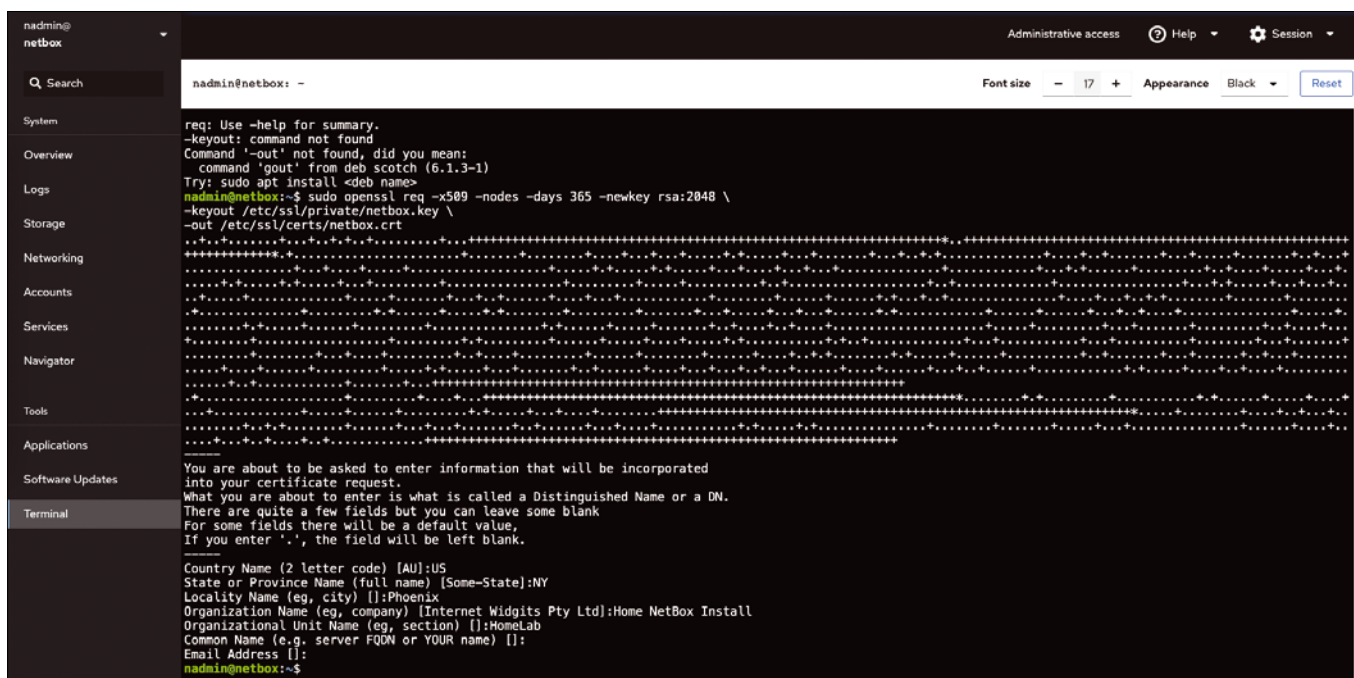 nadmin@
netbox
Administrative access
Help
Session
Search
nadmin@netbox: ~
Font size
− 17 +
Appearance
Black
Reset
System
Overview
Logs
Storage
Networking
Accounts
Services
Navigator
Tools
Applications
Software Updates
Terminal
req: Use -help for summary.
-keyout: command not found
Command '-out' not found, did you mean:
command 'gout' from deb scotch (6.1.3-1)
Try: sudo apt install <deb name>
nadmin@netbox:~$ sudo openssl req -x509 -nodes -days 365 -newkey rsa:2048 \
-keyout /etc/ssl/private/netbox.key \
-out /etc/ssl/certs/netbox.crt
-----
You are about to be asked to enter information that will be incorporated
into your certificate request.
What you are about to enter is what is called a Distinguished Name or a DN.
There are quite a few fields but you can leave some blank
For some fields there will be a default value,
If you enter '.', the field will be left blank.
-----
Country Name (2 letter code) [AU]:US
State or Province Name (full name) [Some-State]:NY
Locality Name (eg, city) []:Phoenix
Organization Name (eg, company) [Internet Widgits Pty Ltd]:Home NetBox Install
Organizational Unit Name (eg, section) []:HomeLab
Common Name (e.g. server FQDN or YOUR name) []:
Email Address []:
nadmin@netbox:~$